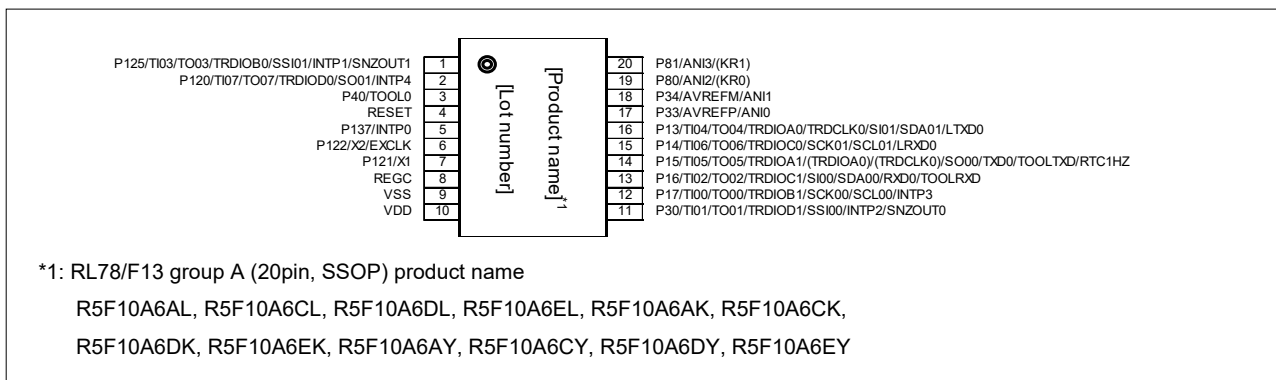 P125/TI03/TO03/TRDIOB0/SSI01/INTP1/SNZOUT1 1
P120/TI07/TO07/TRDIOD0/SO01/INTP4 2
P40/TOOL0 3
RESET 4
P137/INTP0 5
P122/X2/EXCLK 6
P121/X1 7
REGC 8
VSS 9
VDD 10
[Product name]*1
[Lot number]
20 P81/ANI3/(KR1)
19 P80/ANI2/(KR0)
18 P34/AVREFM/ANI1
17 P33/AVREFP/ANI0
16 P13/TI04/TO04/TRDIOA0/TRDCLK0/SI01/SDA01/LTXD0
15 P14/TI06/TO06/TRDIOC0/SCK01/SCL01/LRXD0
14 P15/TI05/TO05/TRDIOA1/(TRDIOA0)/(TRDCLK0)/SO00/TXD0/TOOLTXD/RTC1HZ
13 P16/TI02/TO02/TRDIOC1/SI00/SDA00/RXD0/TOOLRXD
12 P17/TI00/TO00/TRDIOB1/SCK00/SCL00/INTP3
11 P30/TI01/TO01/TRDIOD1/SSI00/INTP2/SNZOUT0
*1: RL78/F13 group A (20pin, SSOP) product name
R5F10A6AL, R5F10A6CL, R5F10A6DL, R5F10A6EL, R5F10A6AK, R5F10A6CK,
R5F10A6DK, R5F10A6EK, R5F10A6AY, R5F10A6CY, R5F10A6DY, R5F10A6EY